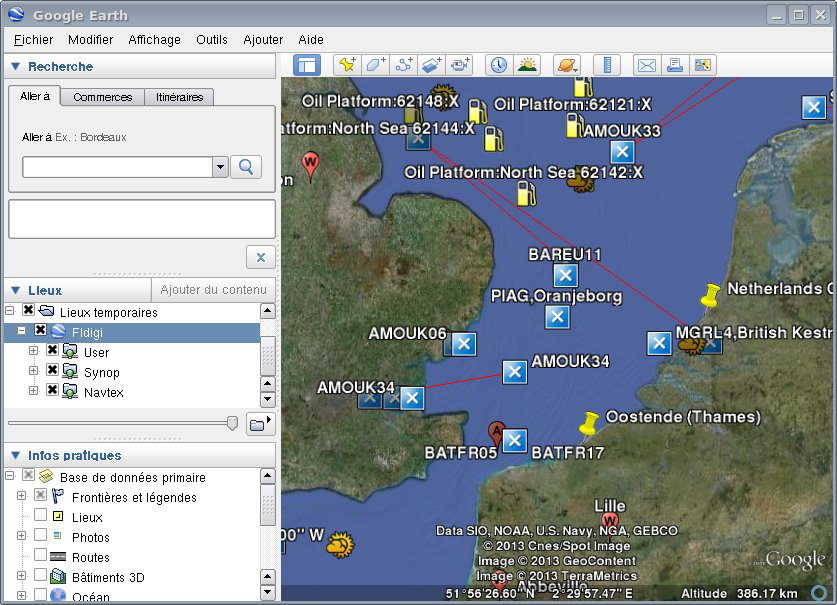 Google Earth
Fichier Modifier Affichage Outils Ajouter Aide
Recherche
Aller à Commerces Itinéraires
Aller à Ex. : Bordeaux
Lieux
Ajouter du contenu
Lieux temporaires
Fldigi
User
Synop
Navtex
Infos pratiques
Base de données primaire
Frontières et légendes
Lieux
Photos
Routes
Bâtiments 3D
Océan
Oil Platform:62148:X
Oil Platform:62121:X
atform:North Sea 62144:X
AMOUK33
W
on
Oil Platform:North Sea 62142:X
BAREU11
PIAG,Oranjeborg
Netherlands C
AMOUK06
MGRL4,British Kestr
AMOUK34
AMOUK34
Oostende (Thames)
A
BATFR05
BATFR17
Lille
W
00" W
Data SIO, NOAA, U.S. Navy, NGA, GEBCO
© 2013 Cnes/Spot Image
Image © 2013 GeoContent
Image © 2013 TerraMetrics
Google
Abbeville
51°56'26.60" N 2°29'57.47" E Altitude 386.17 km